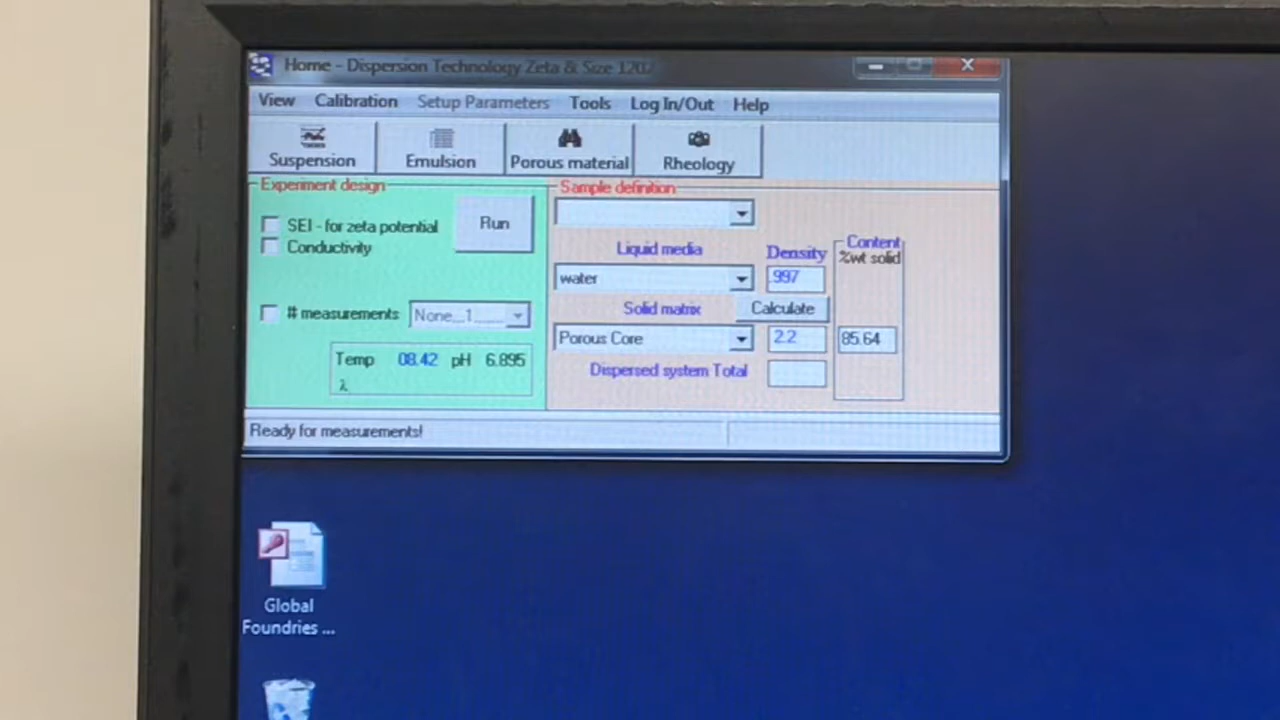 Home - Dispersion Technology Zeta & Size 1202
View Calibration Setup Parameters Tools Log In/Out Help
Suspension Emulsion Porous material Rheology
Experiment design
SEI - for zeta potential
Run
Conductivity
# measurements None_1
Temp 08.42 pH 6.895
λ
Sample definition
Liquid media Density
Content
%wt solid
water .997
Solid matrix Calculate
Porous Core 2.2 85.64
Dispersed system Total
Ready for measurements!
Global
Foundries ...